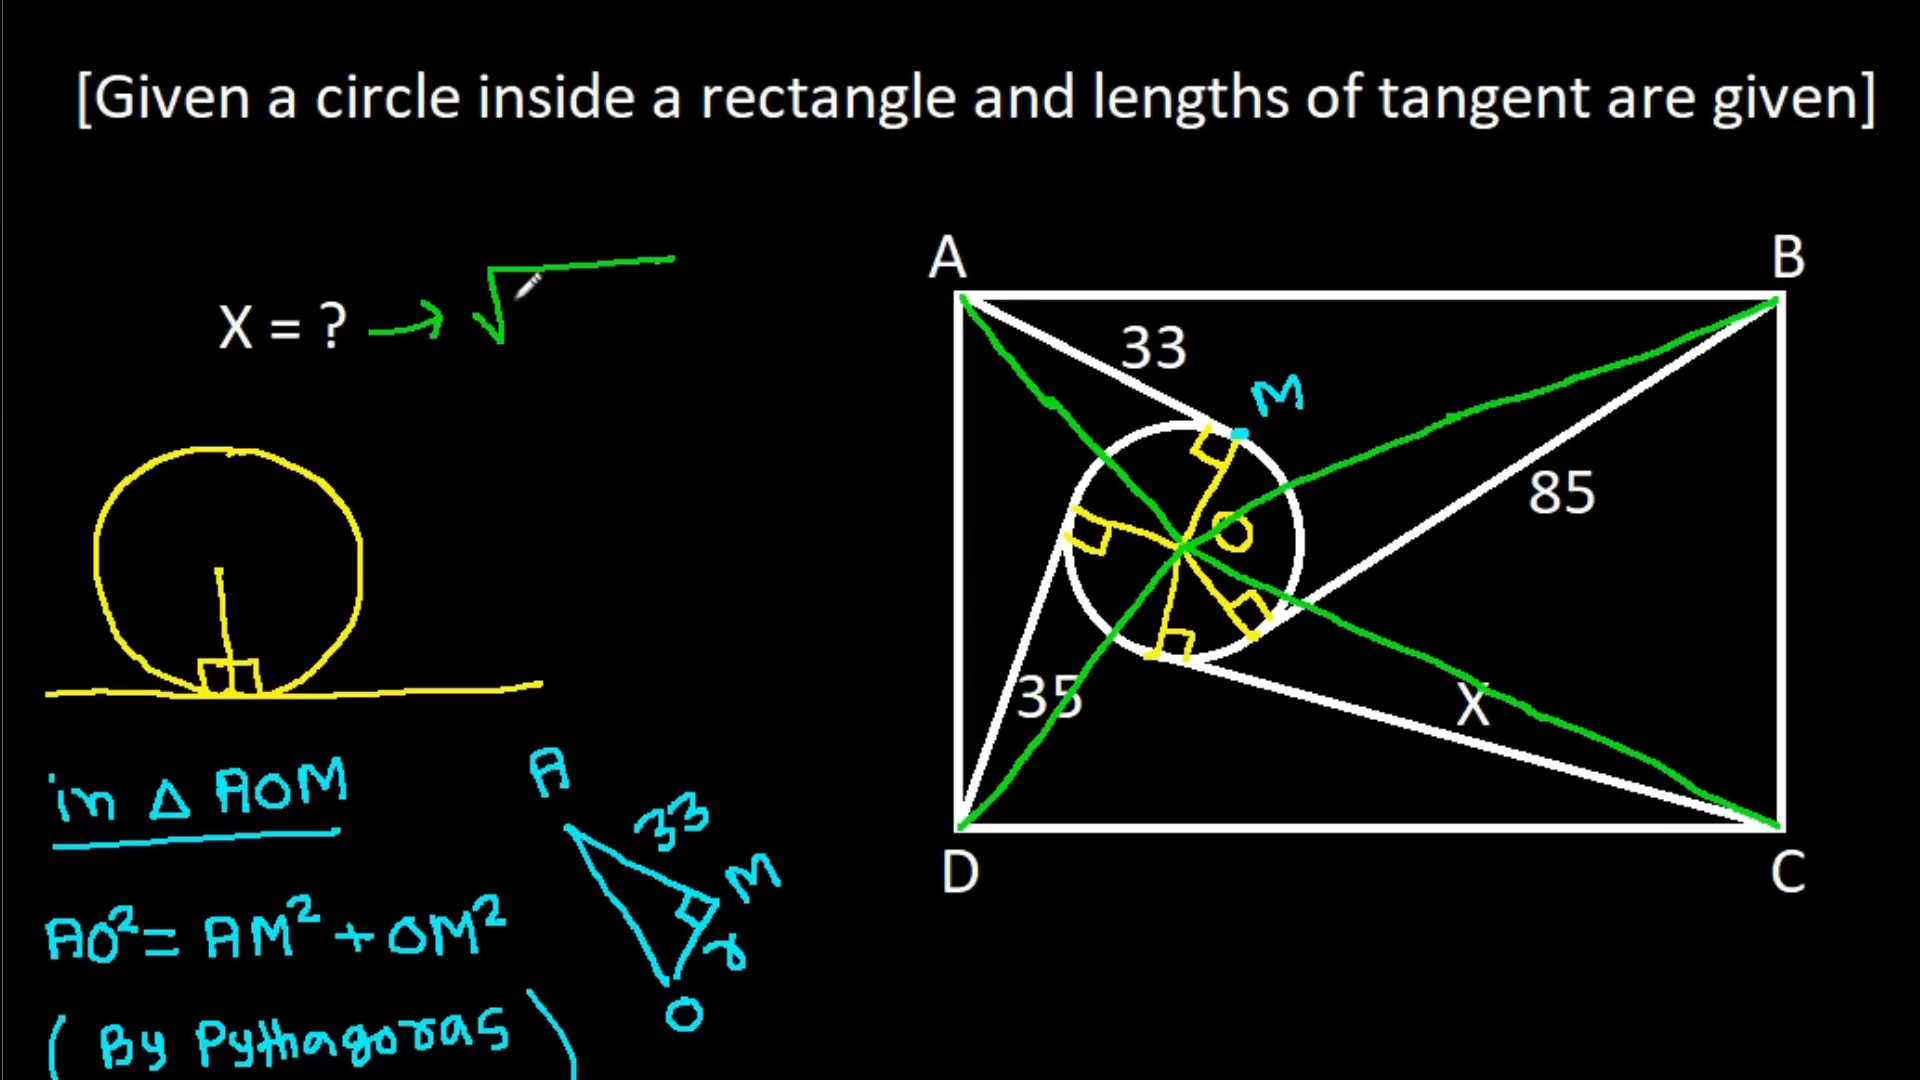 [Given a circle inside a rectangle and lengths of tangent are given]
X = ? → √
A
B
33
M
85
O
35
X
D
C
in △ AOM
A
33
M
r
O
AO² = AM² + OM²
( By Pythagoras )